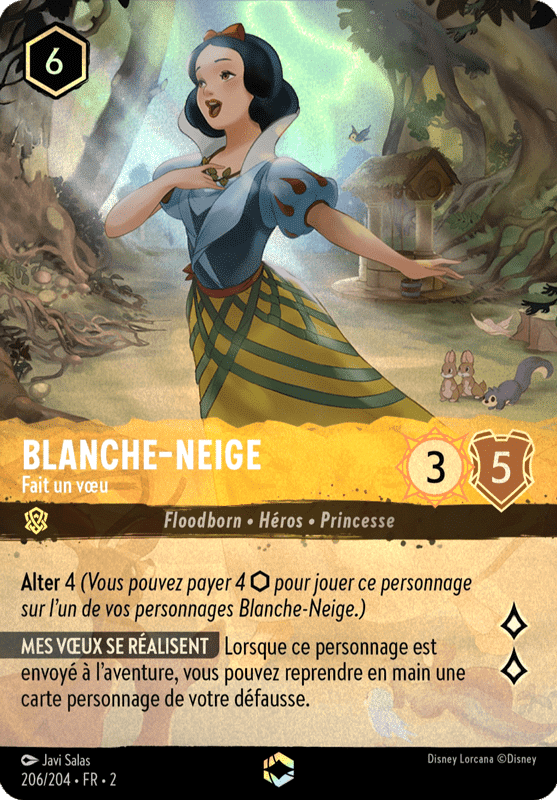 6
BLANCHE-NEIGE
Fait un vœu
3
5
Floodborn • Héros • Princesse
Alter 4 (Vous pouvez payer 4 ⬡ pour jouer ce personnage
sur l'un de vos personnages Blanche-Neige.)
MES VŒUX SE RÉALISENT Lorsque ce personnage est
envoyé à l'aventure, vous pouvez reprendre en main une
carte personnage de votre défausse.
Javi Salas
206/204 • FR • 2
Disney Lorcana ©Disney